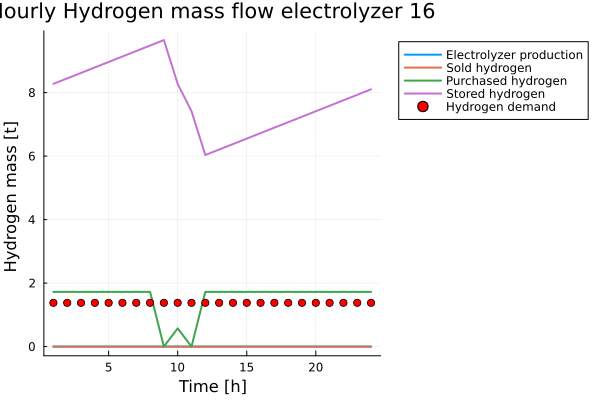 Hourly Hydrogen mass flow electrolyzer 16
Electrolyzer production
Sold hydrogen
Purchased hydrogen
Stored hydrogen
Hydrogen demand
Hydrogen mass [t]
8
6
4
2
0
5 10 15 20
Time [h]